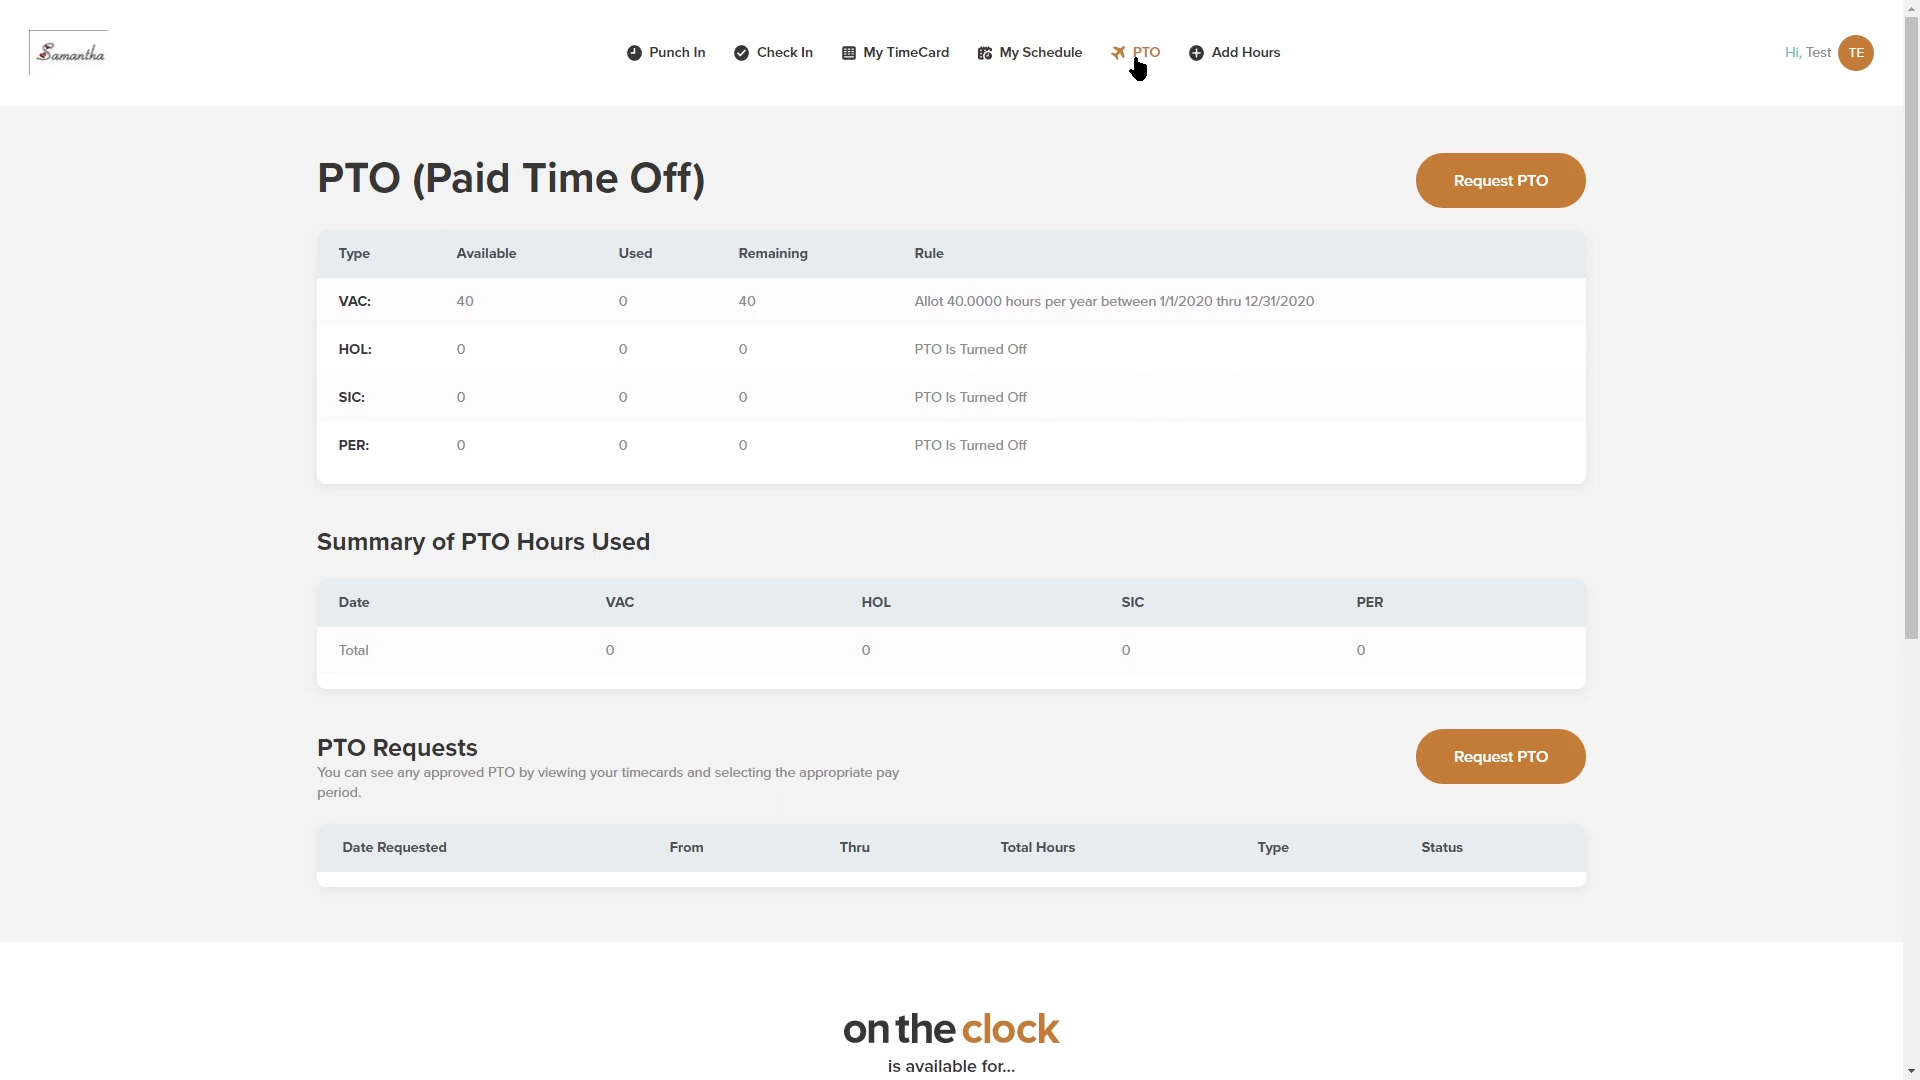 Samantha
Punch In Check In My TimeCard My Schedule PTO Add Hours
Hi, Test TE
PTO (Paid Time Off)
Request PTO
Type Available Used Remaining Rule
VAC: 40 0 40 Allot 40.0000 hours per year between 1/1/2020 thru 12/31/2020
HOL: 0 0 0 PTO Is Turned Off
SIC: 0 0 0 PTO Is Turned Off
PER: 0 0 0 PTO Is Turned Off
Summary of PTO Hours Used
Date VAC HOL SIC PER
Total 0 0 0 0
PTO Requests
You can see any approved PTO by viewing your timecards and selecting the appropriate pay
period.
Request PTO
Date Requested From Thru Total Hours Type Status
on the clock
is available for...